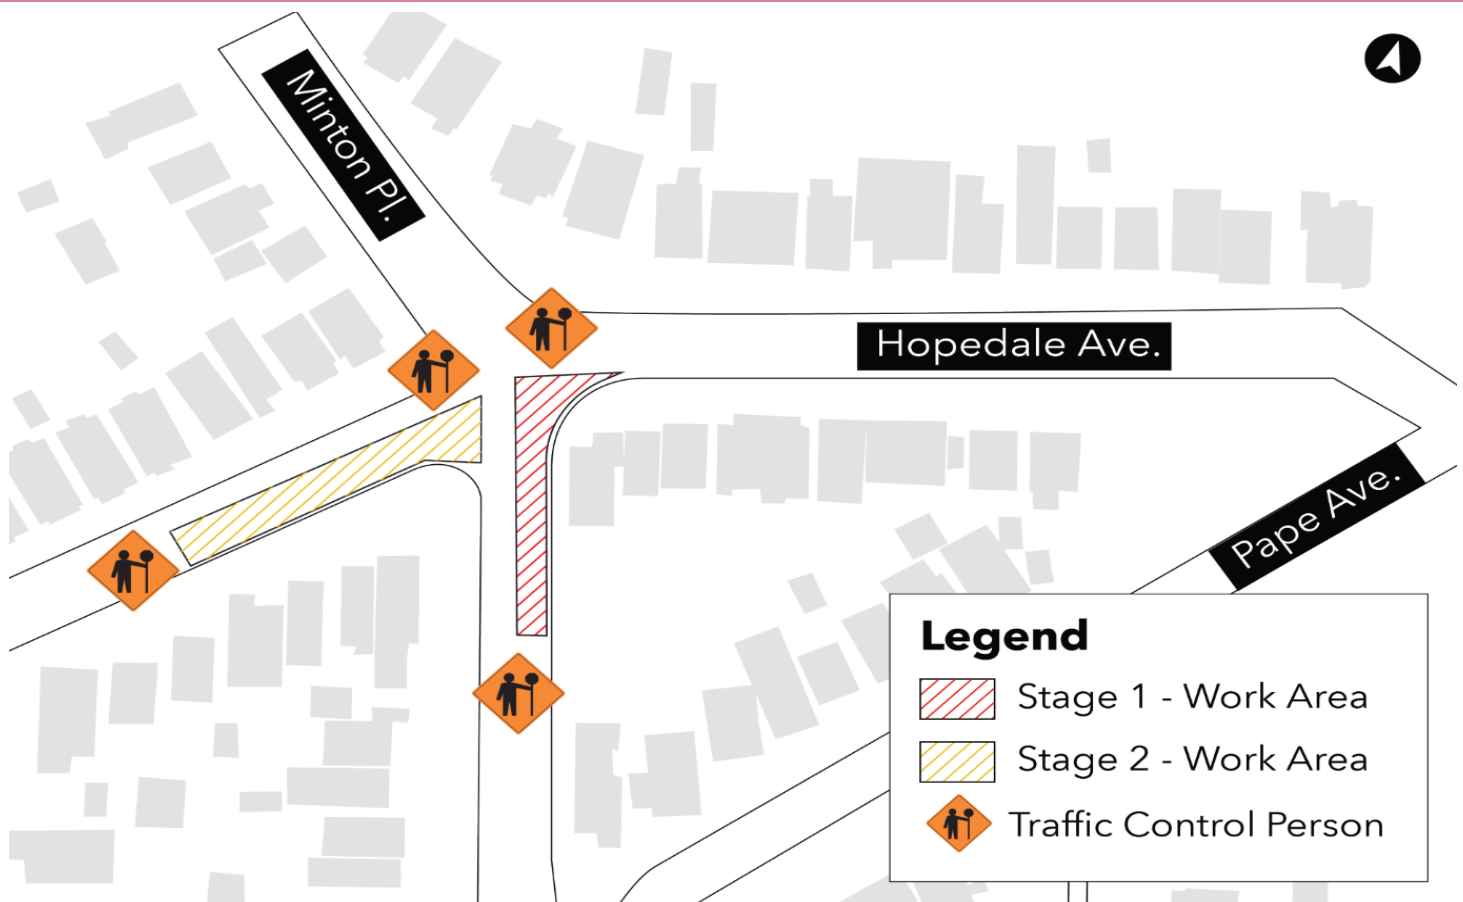 Minton Pl.
Hopedale Ave.
Pape Ave.
Legend
Stage 1 - Work Area
Stage 2 - Work Area
Traffic Control Person